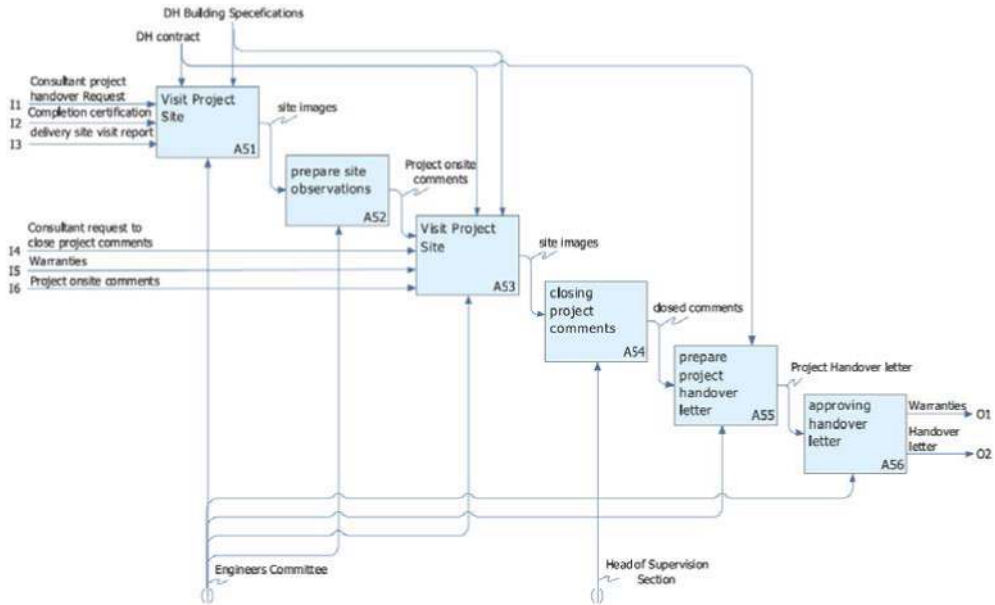 DH Building Specefications
DH contract
Consultant project
handover Request
I1
Completion certification
I2
delivery site visit report
I3
Visit Project
Site
A51
site images
prepare site
observations
A52
Project onsite
comments
Consultant request to
close project comments
I4
Warranties
I5
Project onsite comments
I6
Visit Project
Site
A53
site images
closing
project
comments
A54
closed comments
prepare
project
handover
letter
A55
Project Handover letter
approving
handover
letter
A56
Warranties
O1
Handover
letter
O2
Engineers Committee
Head of Supervision
Section